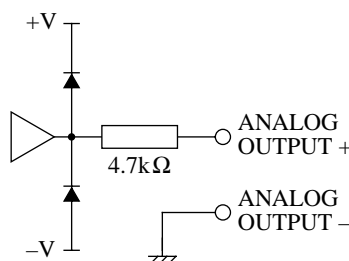 +V
ANALOG
OUTPUT +
4.7kΩ
ANALOG
OUTPUT –
–V